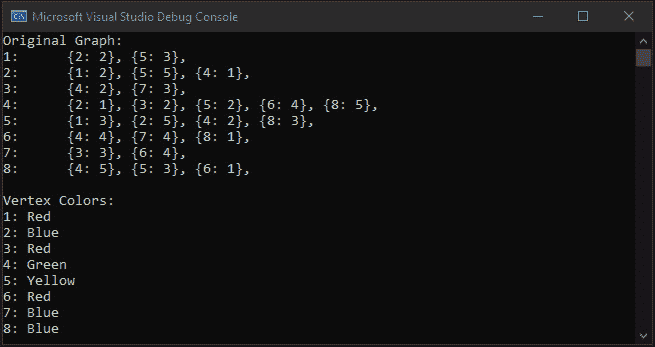 Microsoft Visual Studio Debug Console
Original Graph:
1:      {2: 2}, {5: 3},
2:      {1: 2}, {5: 5}, {4: 1},
3:      {4: 2}, {7: 3},
4:      {2: 1}, {3: 2}, {5: 2}, {6: 4}, {8: 5},
5:      {1: 3}, {2: 5}, {4: 2}, {8: 3},
6:      {4: 4}, {7: 4}, {8: 1},
7:      {3: 3}, {6: 4},
8:      {4: 5}, {5: 3}, {6: 1},

Vertex Colors:
1: Red
2: Blue
3: Red
4: Green
5: Yellow
6: Red
7: Blue
8: Blue